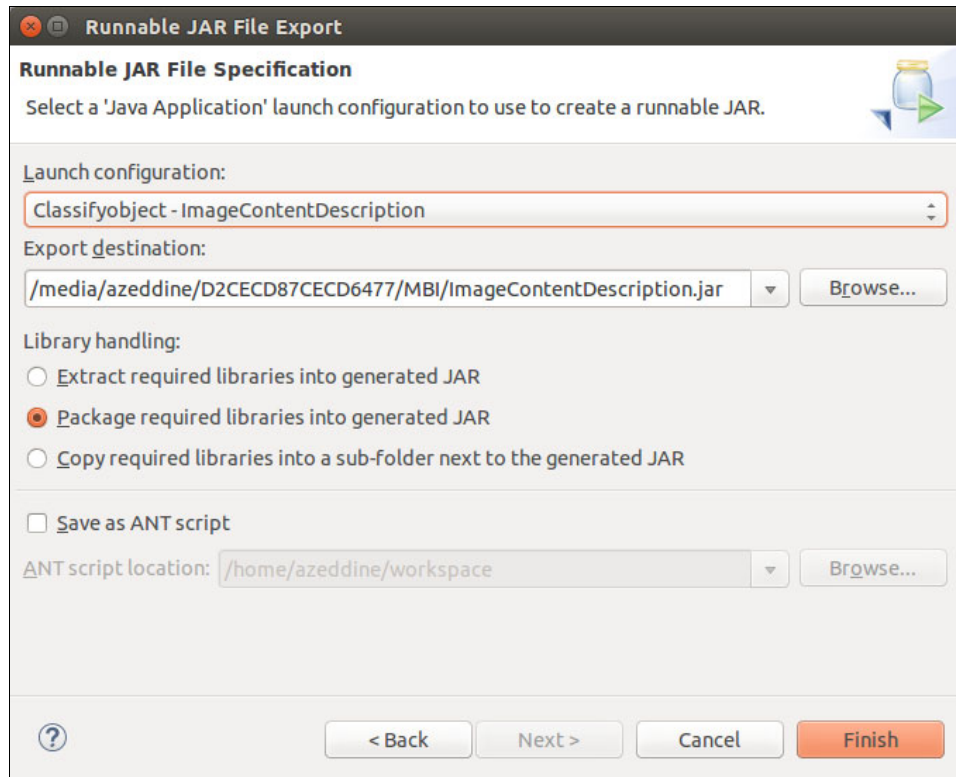 Runnable JAR File Export
Runnable JAR File Specification
Select a 'Java Application' launch configuration to use to create a runnable JAR.
Launch configuration:
Classifyobject - ImageContentDescription
Export destination:
/media/azeddine/D2CECD87CECD6477/MBI/ImageContentDescription.jar
Browse...
Library handling:
Extract required libraries into generated JAR
Package required libraries into generated JAR
Copy required libraries into a sub-folder next to the generated JAR
Save as ANT script
ANT script location: /home/azeddine/workspace Browse...
? < Back Next > Cancel Finish